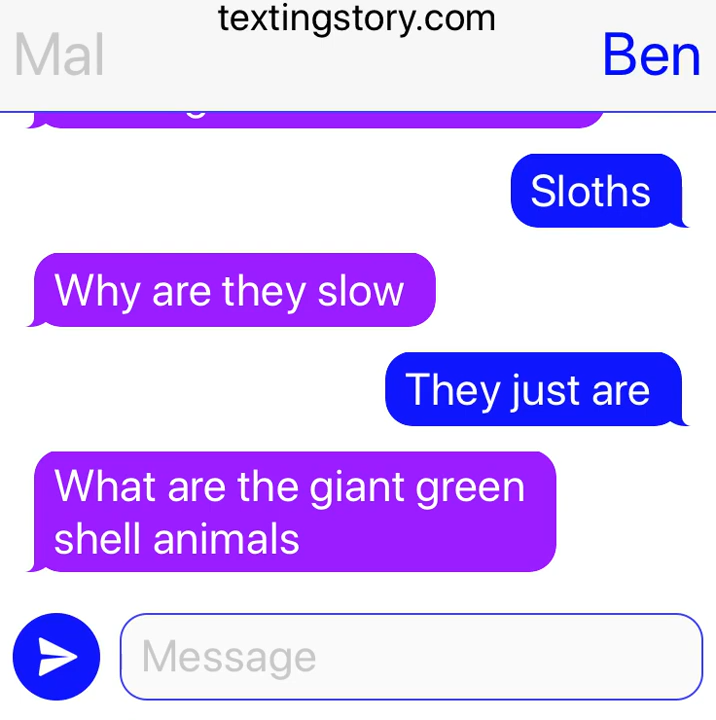 textingstory.com
Mal
Ben
Sloths
Why are they slow
They just are
What are the giant green
shell animals
Message